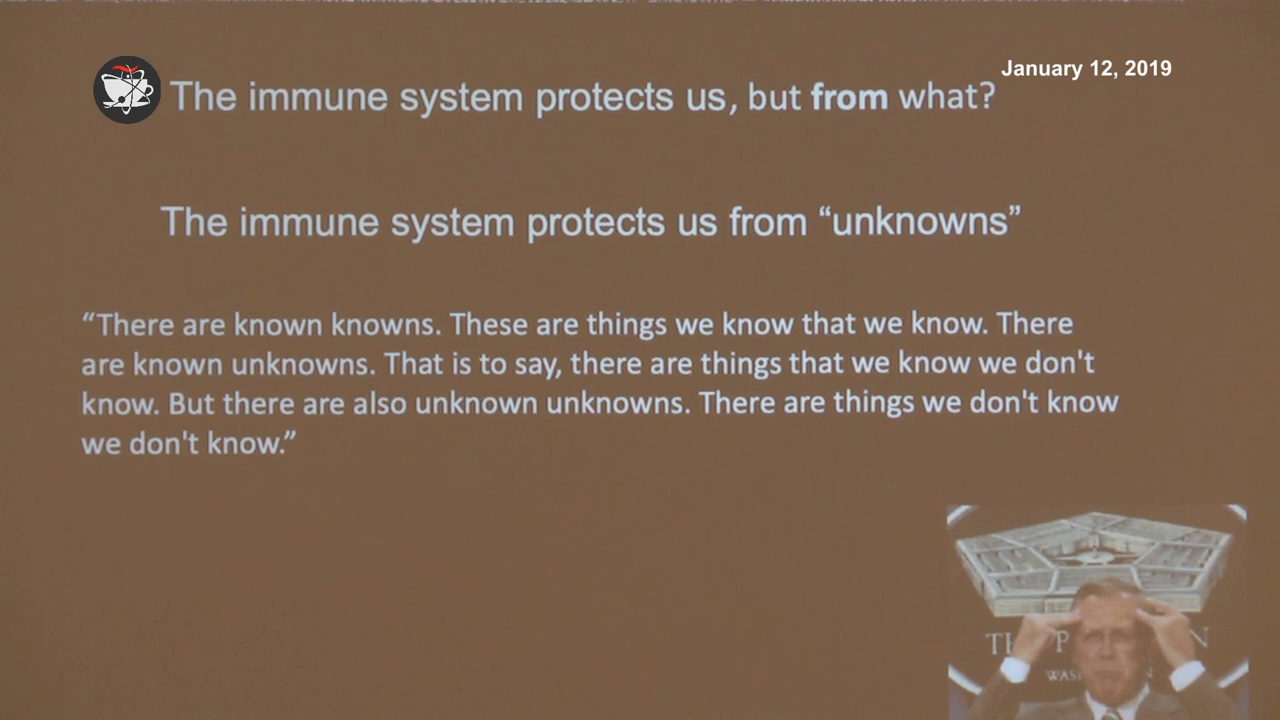 January 12, 2019
The immune system protects us, but from what?
The immune system protects us from “unknowns”
“There are known knowns. These are things we know that we know. There
are known unknowns. That is to say, there are things that we know we don't
know. But there are also unknown unknowns. There are things we don't know
we don't know.”